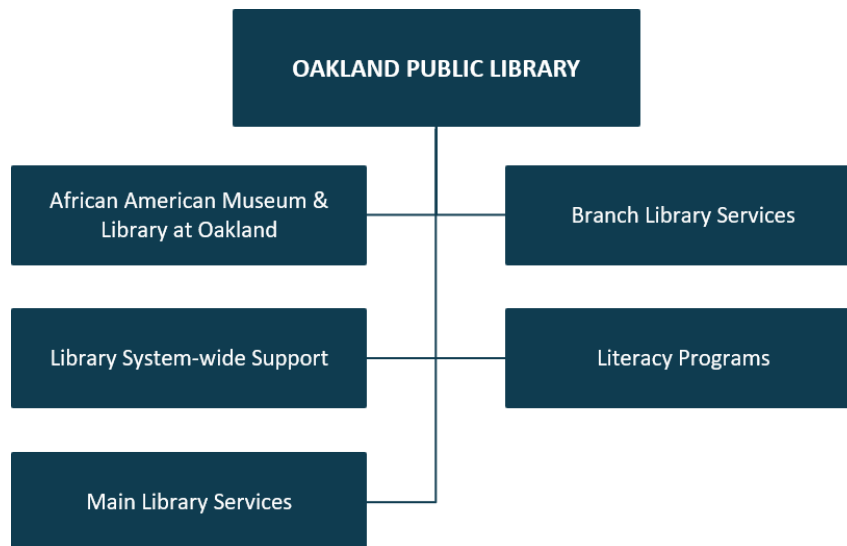 OAKLAND PUBLIC LIBRARY
African American Museum &
Library at Oakland
Branch Library Services
Library System-wide Support
Literacy Programs
Main Library Services